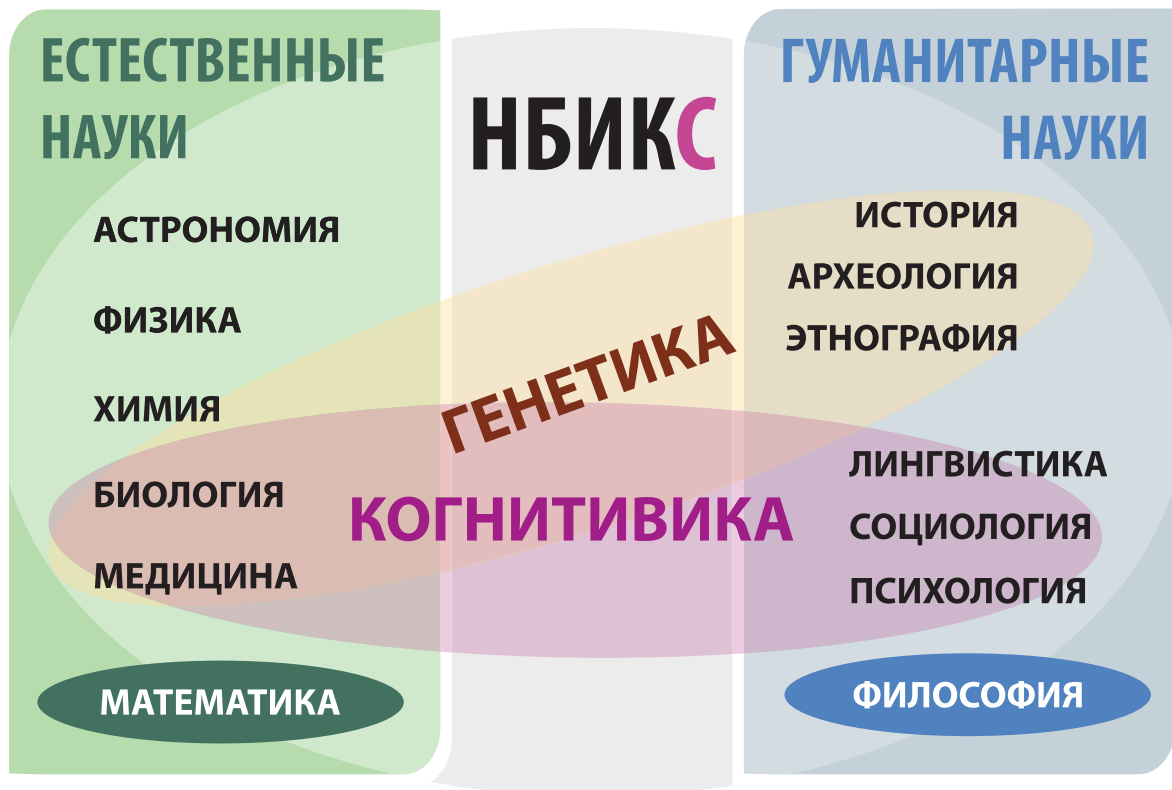 ЕСТЕСТВЕННЫЕ
НАУКИ
АСТРОНОМИЯ
ФИЗИКА
ХИМИЯ
БИОЛОГИЯ
МЕДИЦИНА
МАТЕМАТИКА
НБИКС
ГЕНЕТИКА
КОГНИТИВИКА
ГУМАНИТАРНЫЕ
НАУКИ
ИСТОРИЯ
АРХЕОЛОГИЯ
ЭТНОГРАФИЯ
ЛИНГВИСТИКА
СОЦИОЛОГИЯ
ПСИХОЛОГИЯ
ФИЛОСОФИЯ